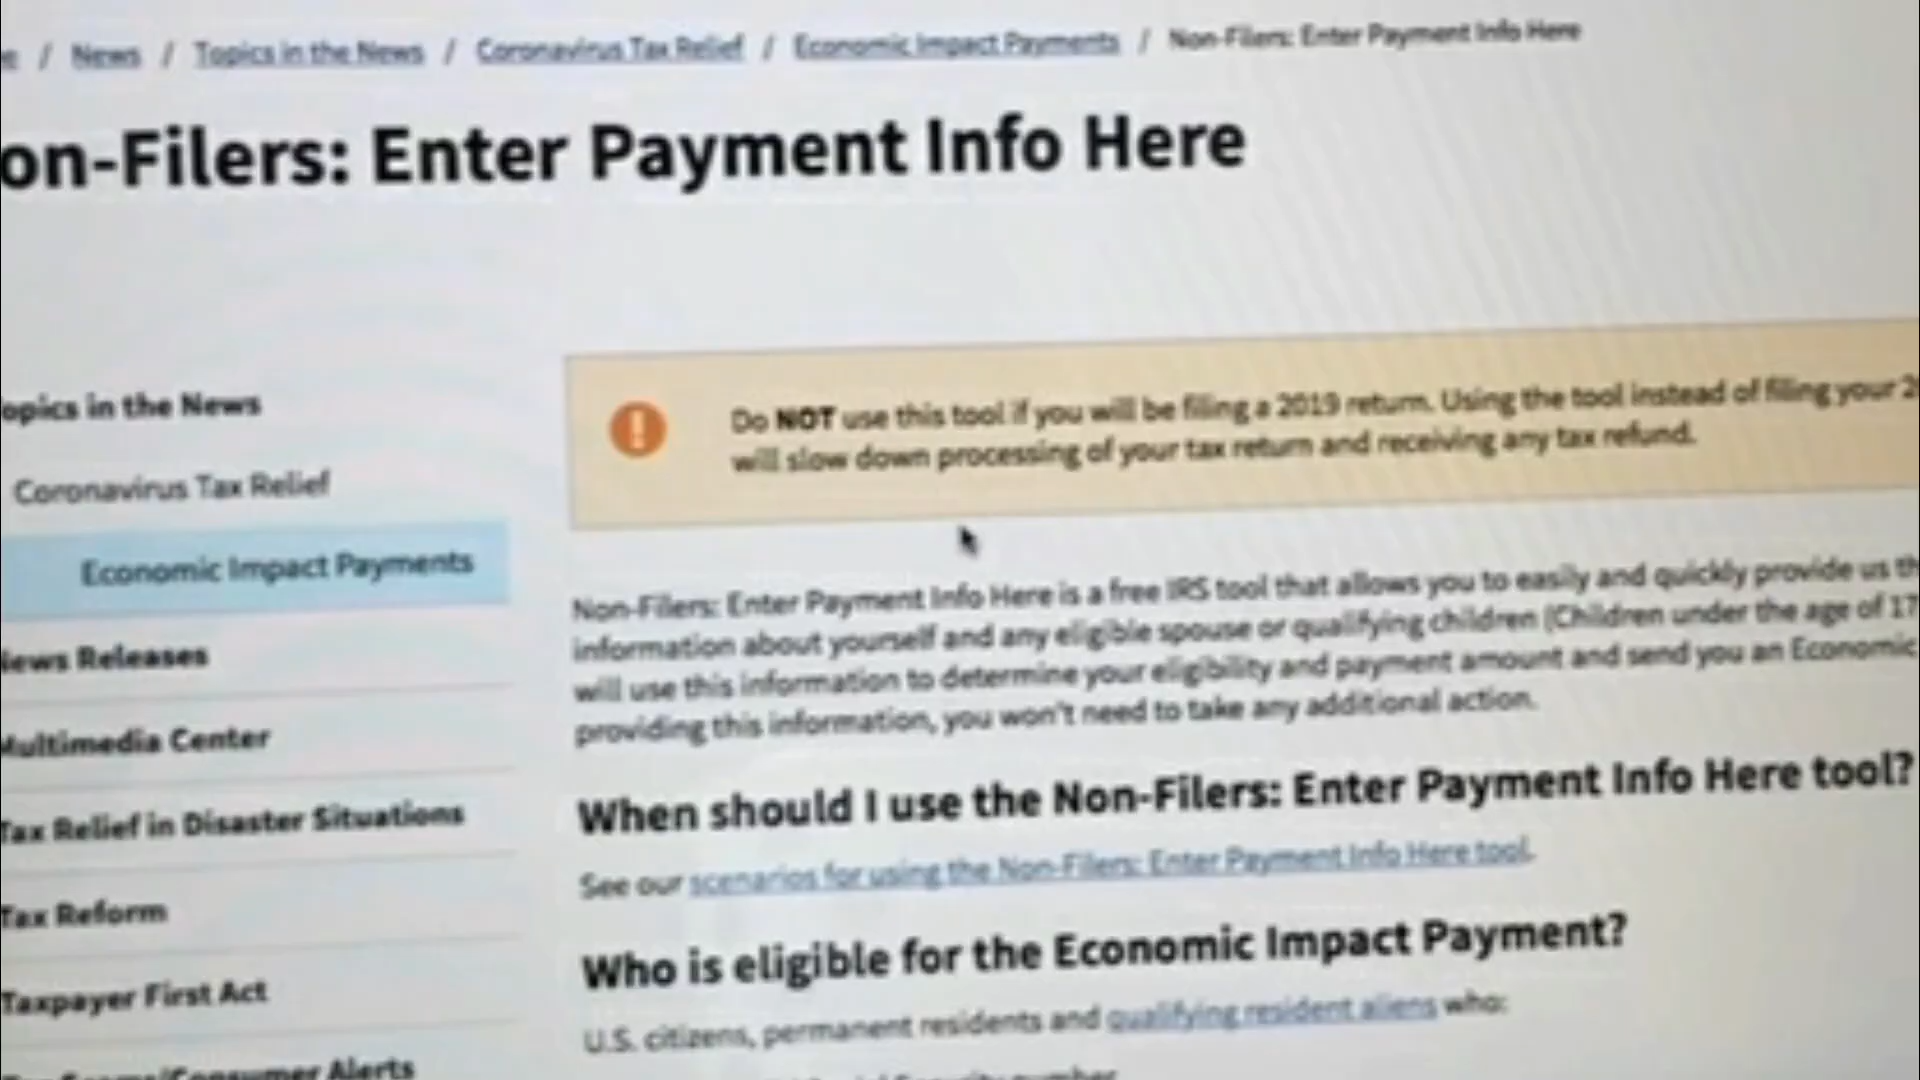 / News / Topics in the News / Coronavirus Tax Relief / Economic Impact Payments / Non-Filers: Enter Payment Info Here
on-Filers: Enter Payment Info Here
opics in the News
Coronavirus Tax Relief
Economic Impact Payments
News Releases
Multimedia Center
Tax Relief in Disaster Situations
Tax Reform
Taxpayer First Act
/Consumer Alerts
! Do NOT use this tool if you will be filing a 2019 return. Using the tool instead of filing your 20
will slow down processing of your tax return and receiving any tax refund.
Non-Filers: Enter Payment Info Here is a free IRS tool that allows you to easily and quickly provide us th
information about yourself and any eligible spouse or qualifying children (Children under the age of 17
will use this information to determine your eligibility and payment amount and send you an Economic
providing this information, you won't need to take any additional action.
When should I use the Non-Filers: Enter Payment Info Here tool?
See our scenarios for using the Non-Filers: Enter Payment Info Here tool.
Who is eligible for the Economic Impact Payment?
U.S. citizens, permanent residents and qualifying resident aliens who:
Security number